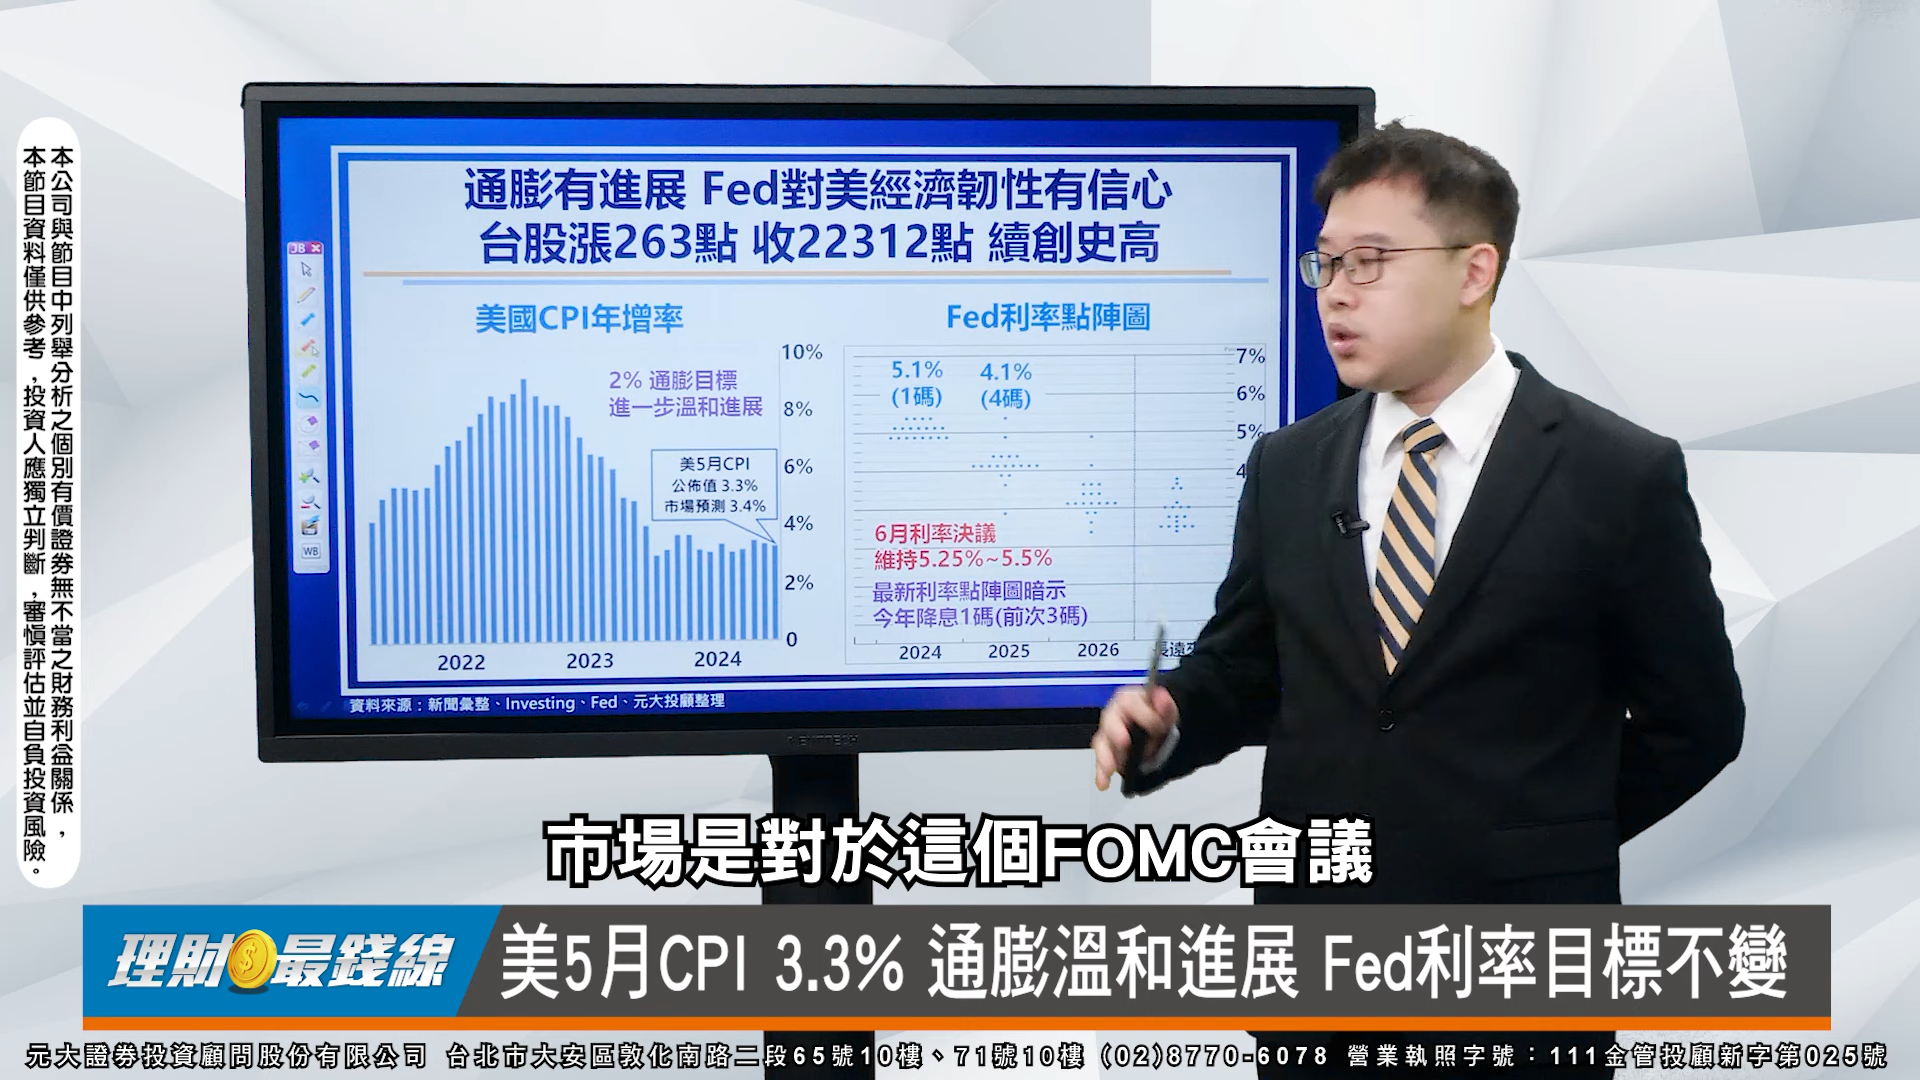 本公司與節目中列舉分析之個別有價證券無不當之財務利益關係，
本節目資料僅供參考，投資人應獨立判斷，審慎評估並自負投資風險。
通膨有進展 Fed對美經濟韌性有信心
台股漲263點 收22312點 續創史高
JB
WB
美國CPI年增率
2% 通膨目標
進一步溫和進展
美5月CPI
公佈值 3.3%
市場預測 3.4%
10%
8%
6%
4%
2%
0
2022
2023
2024
Fed利率點陣圖
5.1%
(1碼)
4.1%
(4碼)
7%
6%
5%
4
6月利率決議
維持5.25%~5.5%
最新利率點陣圖暗示
今年降息1碼(前次3碼)
2024
2025
2026
長遠
資料來源：新聞彙整、Investing、Fed、元大投顧整理
市場是對於這個FOMC會議
理財最錢線
美5月CPI 3.3% 通膨溫和進展 Fed利率目標不變
元大證券投資顧問股份有限公司 台北市大安區敦化南路二段65號10樓、71號10樓 (02)8770-6078 營業執照字號：111金管投顧新字第025號